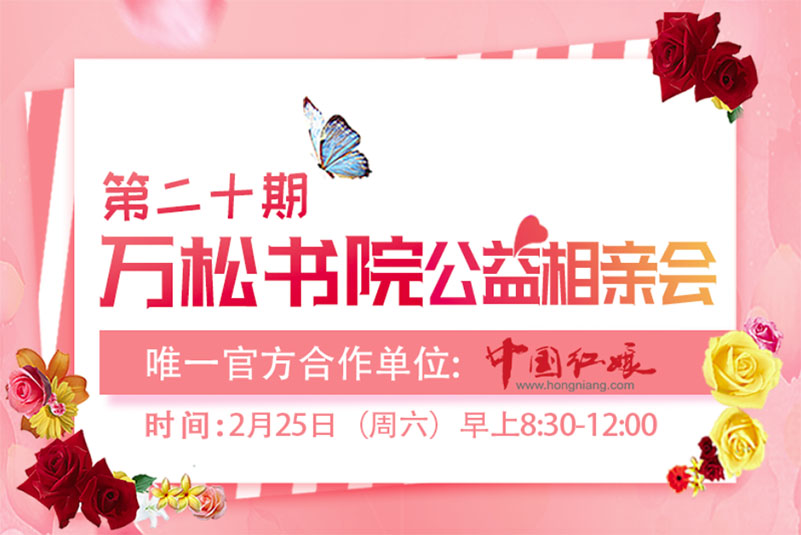 第二十期
万松书院公益相亲会
唯一官方合作单位: 中国红娘
www.hongniang.com
时间:2月25日（周六）早上8:30-12:00